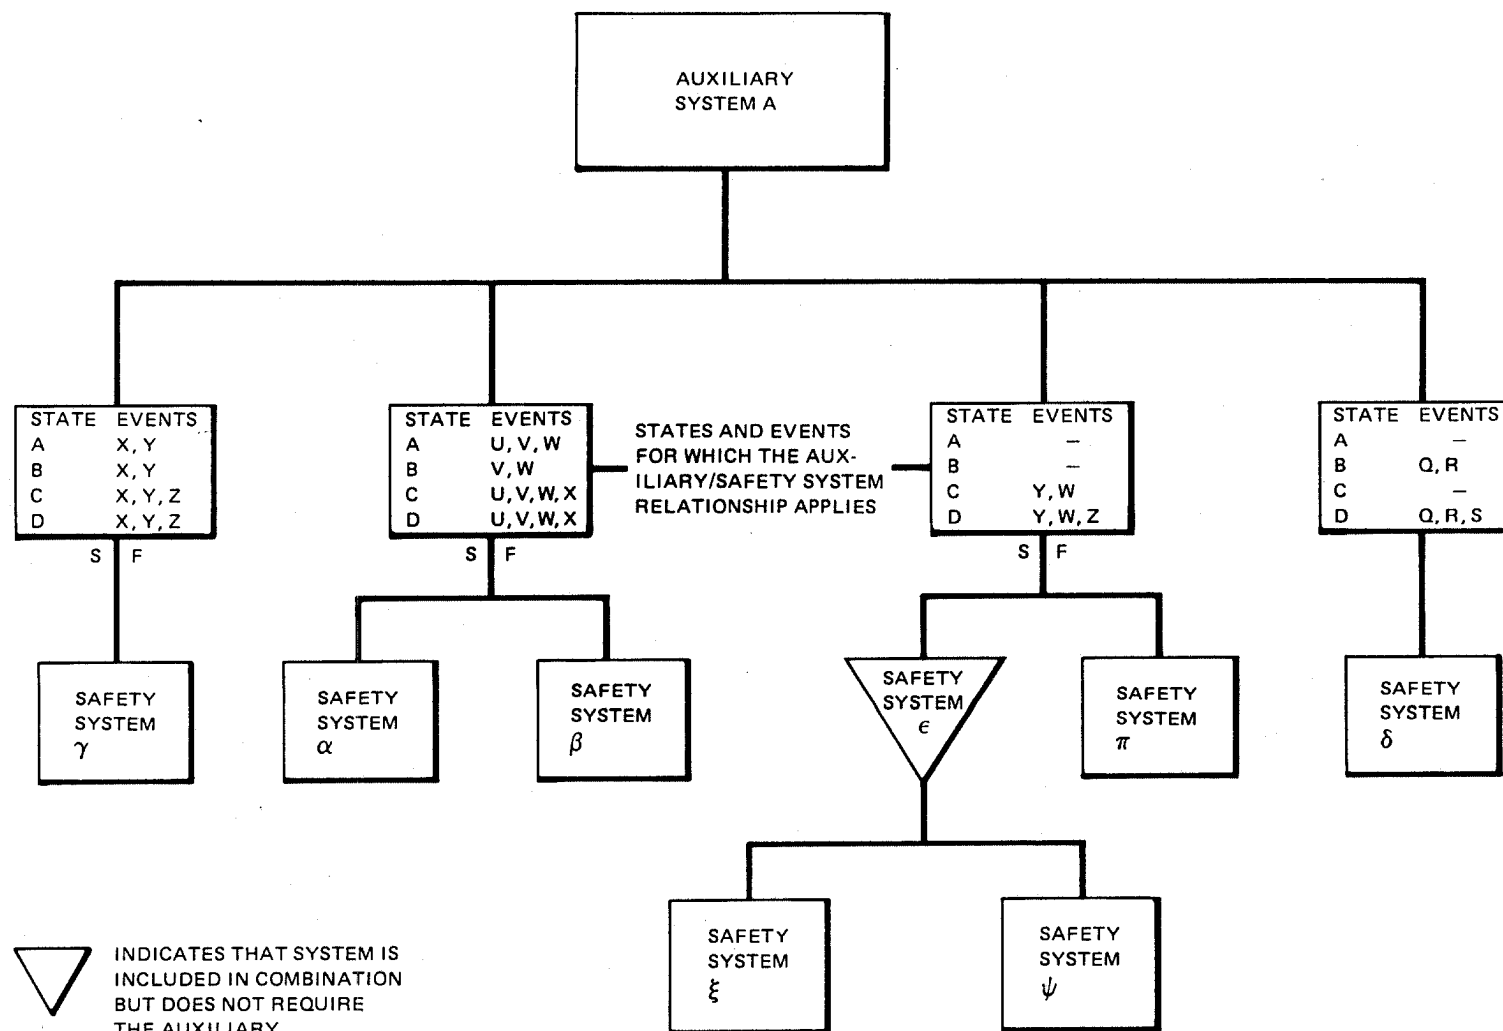 AUXILIARY
SYSTEM A
STATE EVENTS
A X, Y
B X, Y
C X, Y, Z
D X, Y, Z
S F
STATE EVENTS
A U, V, W
B V, W
C U, V, W, X
D U, V, W, X
S F
STATES AND EVENTS
FOR WHICH THE AUX-
ILIARY/SAFETY SYSTEM
RELATIONSHIP APPLIES
STATE EVENTS
A –
B –
C Y, W
D Y, W, Z
S F
STATE EVENTS
A –
B Q, R
C –
D Q, R, S
SAFETY
SYSTEM
γ
SAFETY
SYSTEM
α
SAFETY
SYSTEM
β
SAFETY
SYSTEM
ϵ
SAFETY
SYSTEM
π
SAFETY
SYSTEM
δ
SAFETY
SYSTEM
ξ
SAFETY
SYSTEM
ψ
INDICATES THAT SYSTEM IS
INCLUDED IN COMBINATION
BUT DOES NOT REQUIRE
THE AUXILIARY